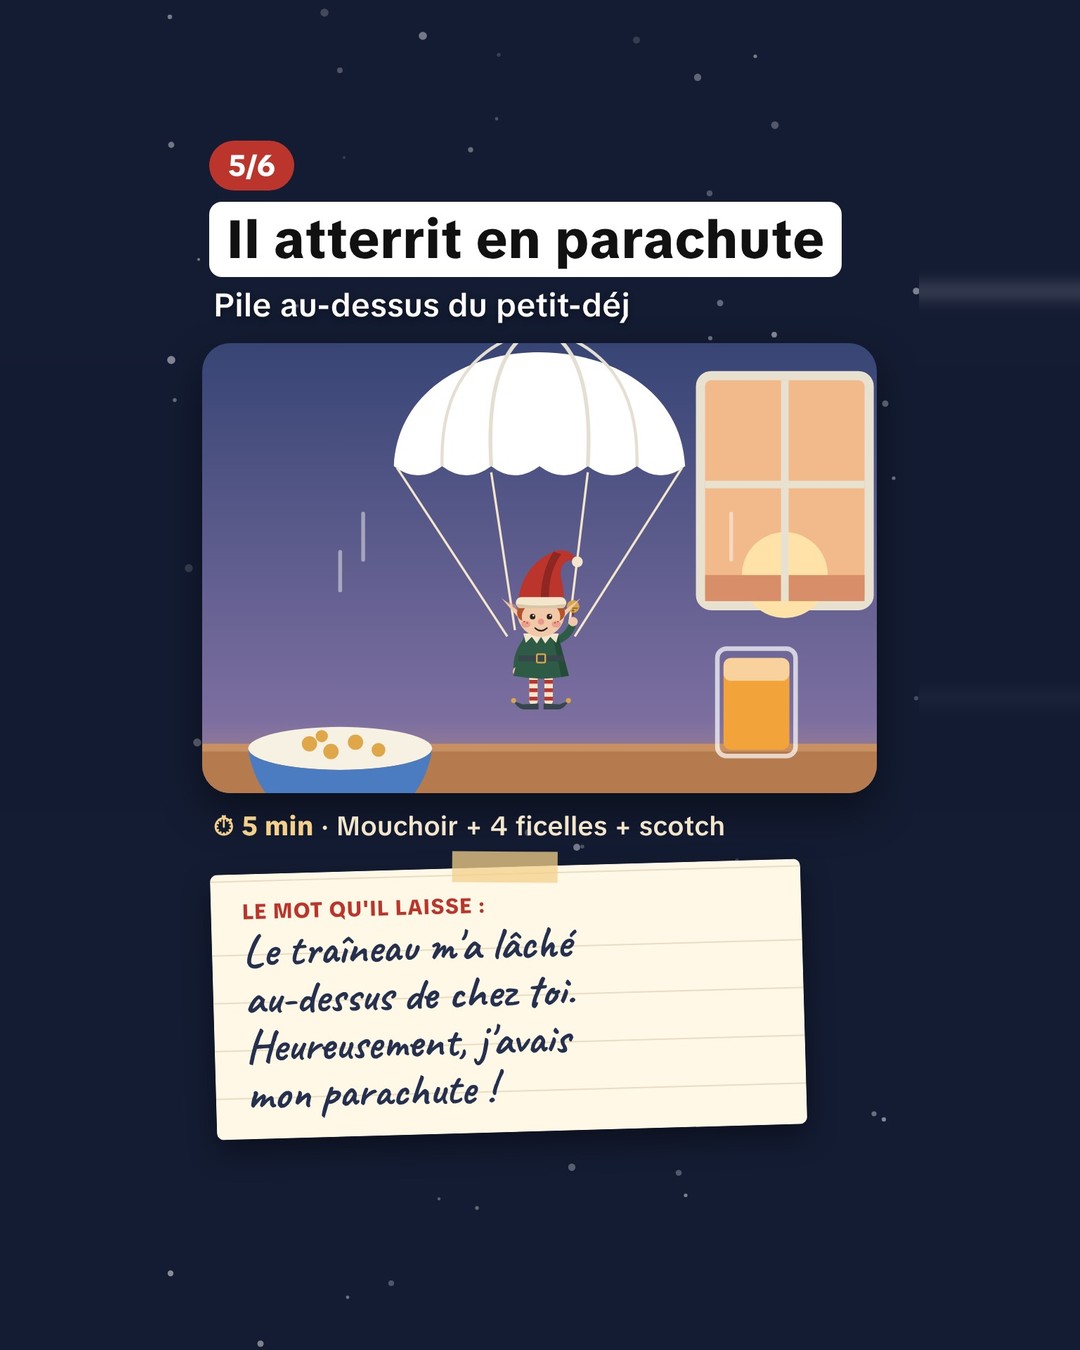 5/6
Il atterrit en parachute
Pile au-dessus du petit-déj
⏱ 5 min · Mouchoir + 4 ficelles + scotch
LE MOT QU'IL LAISSE :
Le traîneau m'a lâché
au-dessus de chez toi.
Heureusement, j'avais
mon parachute !